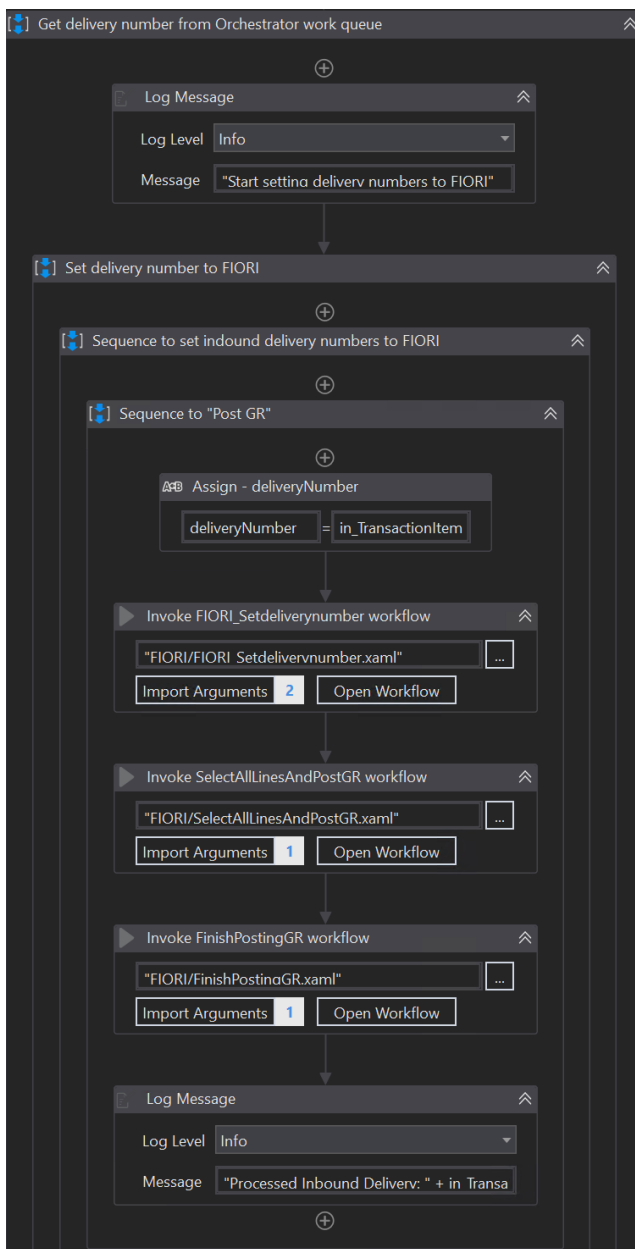 Get delivery number from Orchestrator work queue
Log Message
Log Level Info
Message "Start setting delivery numbers to FIORI"
Set delivery number to FIORI
Sequence to set indound delivery numbers to FIORI
Sequence to "Post GR"
A*B Assign - deliveryNumber
deliveryNumber = in_TransactionItem
Invoke FIORI_Setdeliverynumber workflow
"FIORI/FIORI_Setdeliverynumber.xaml" ...
Import Arguments 2 Open Workflow
Invoke SelectAllLinesAndPostGR workflow
"FIORI/SelectAllLinesAndPostGR.xaml" ...
Import Arguments 1 Open Workflow
Invoke FinishPostingGR workflow
"FIORI/FinishPostingGR.xaml" ...
Import Arguments 1 Open Workflow
Log Message
Log Level Info
Message "Processed Inbound Delivery: " + in_Transa